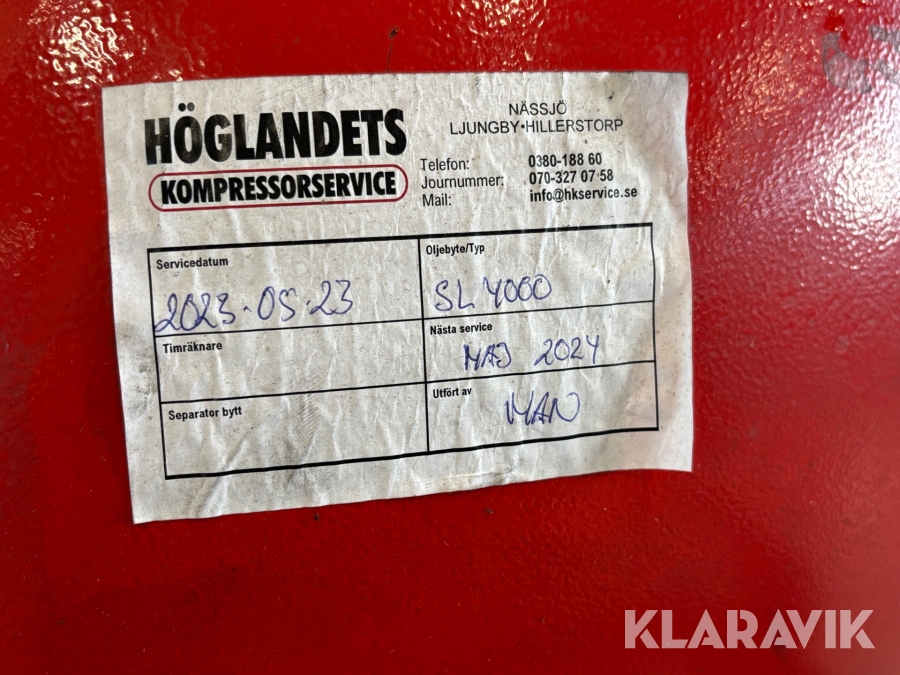 HÖGLANDETS
KOMPRESSORSERVICE
NÄSSJÖ
LJUNGBY•HILLERSTORP
Telefon: 0380-188 60
Journummer: 070-327 07 58
Mail: info@hkservice.se
Servicedatum
2023.05.23
Oljebyte/Typ
SL 4000
Timräknare
Nästa service
MAJ 2024
Separator bytt
Utfört av
MAN
KLARAVIK